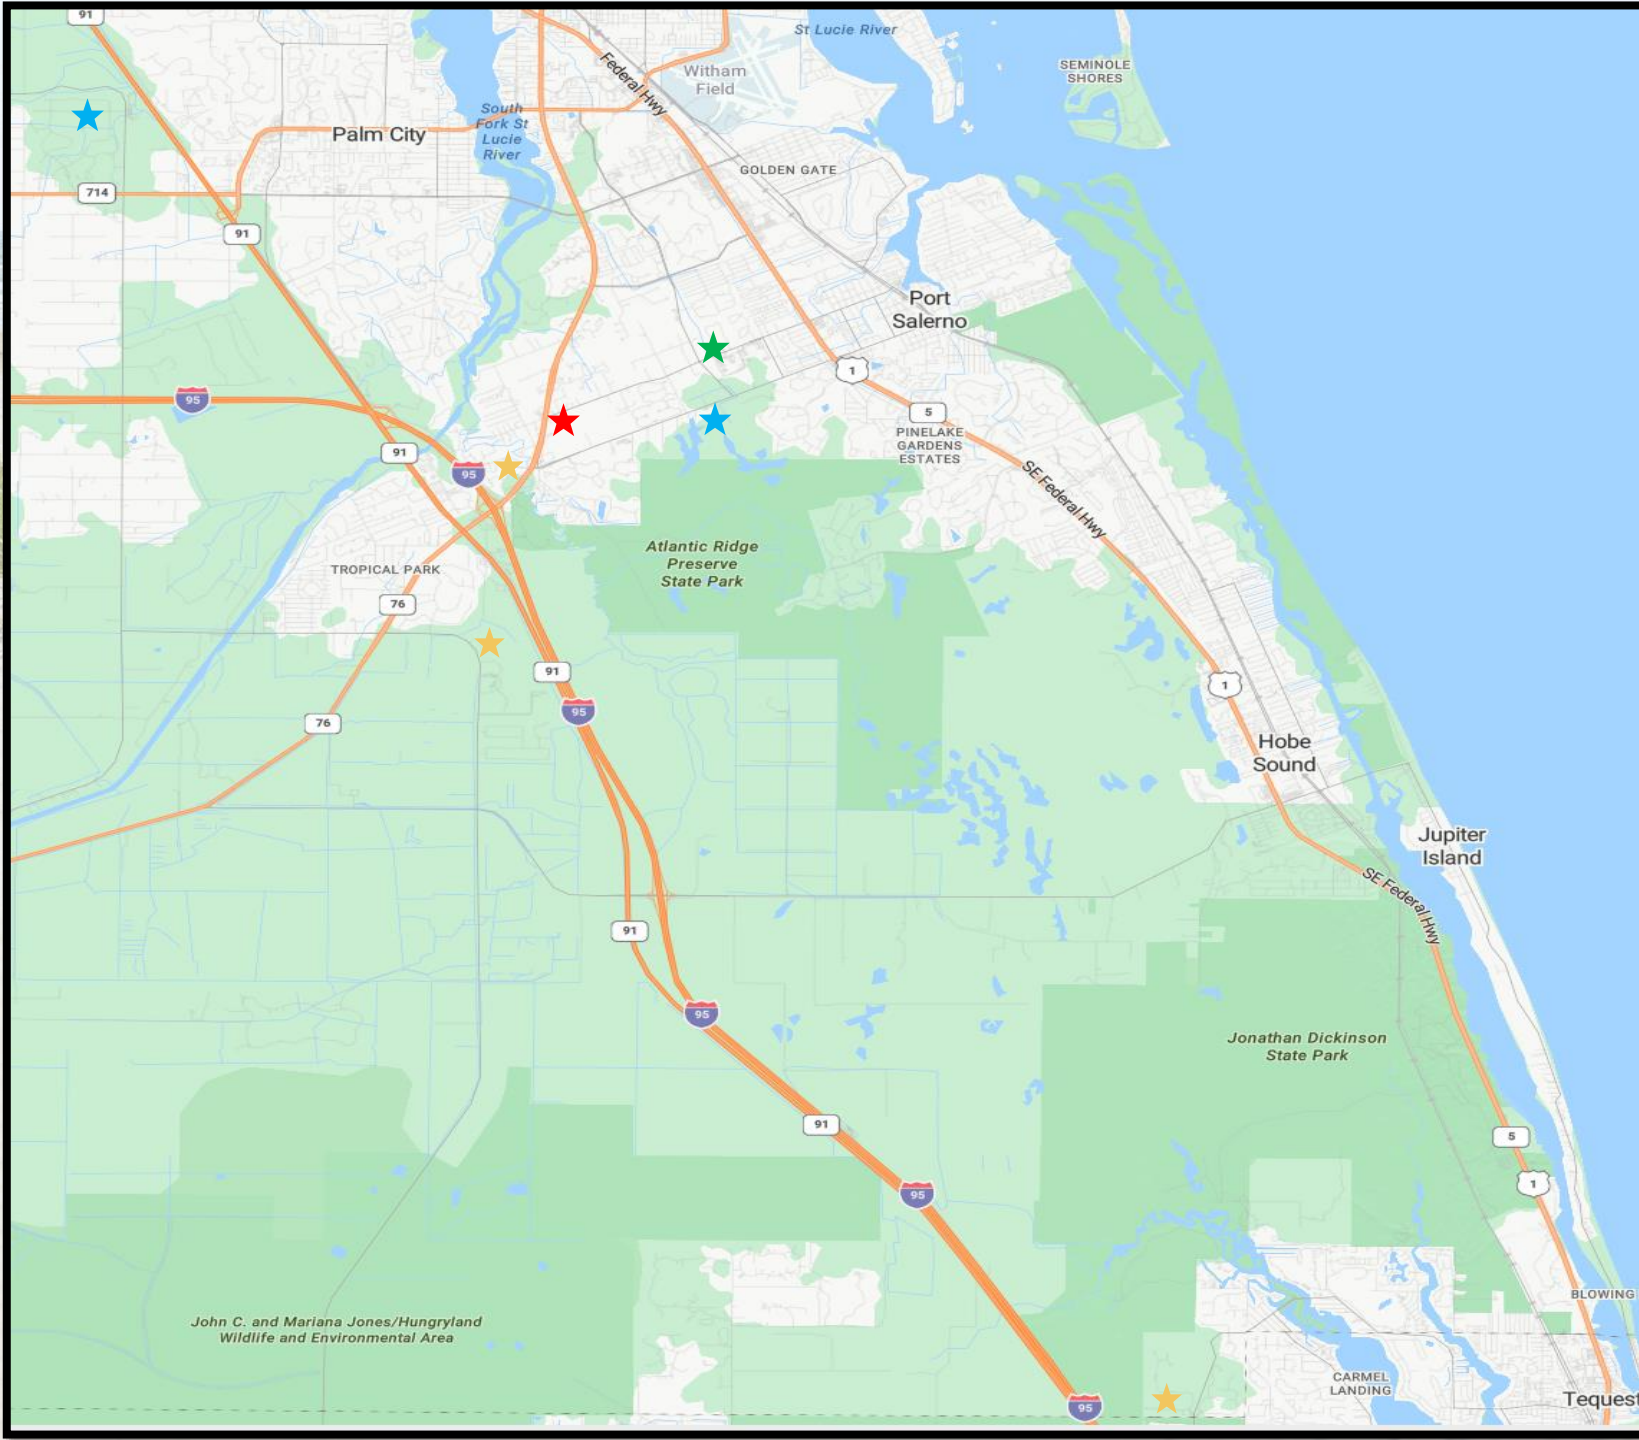 91
St Lucie River
SEMINOLE
SHORES
Federal Hwy
Witham
Field
South
Fork St
Lucie
River
Palm City
GOLDEN GATE
714
91
Port
Salerno
1
95
5
PINELAKE
GARDENS
ESTATES
91
95
SE Federal Hwy
Atlantic Ridge
Preserve
State Park
TROPICAL PARK
76
91
1
95
76
Hobe
Sound
Jupiter
Island
SE Federal Hwy
91
95
Jonathan Dickinson
State Park
91
5
95
1
BLOWING
John C. and Mariana Jones/Hungryland
Wildlife and Environmental Area
CARMEL
LANDING
95
Tequest